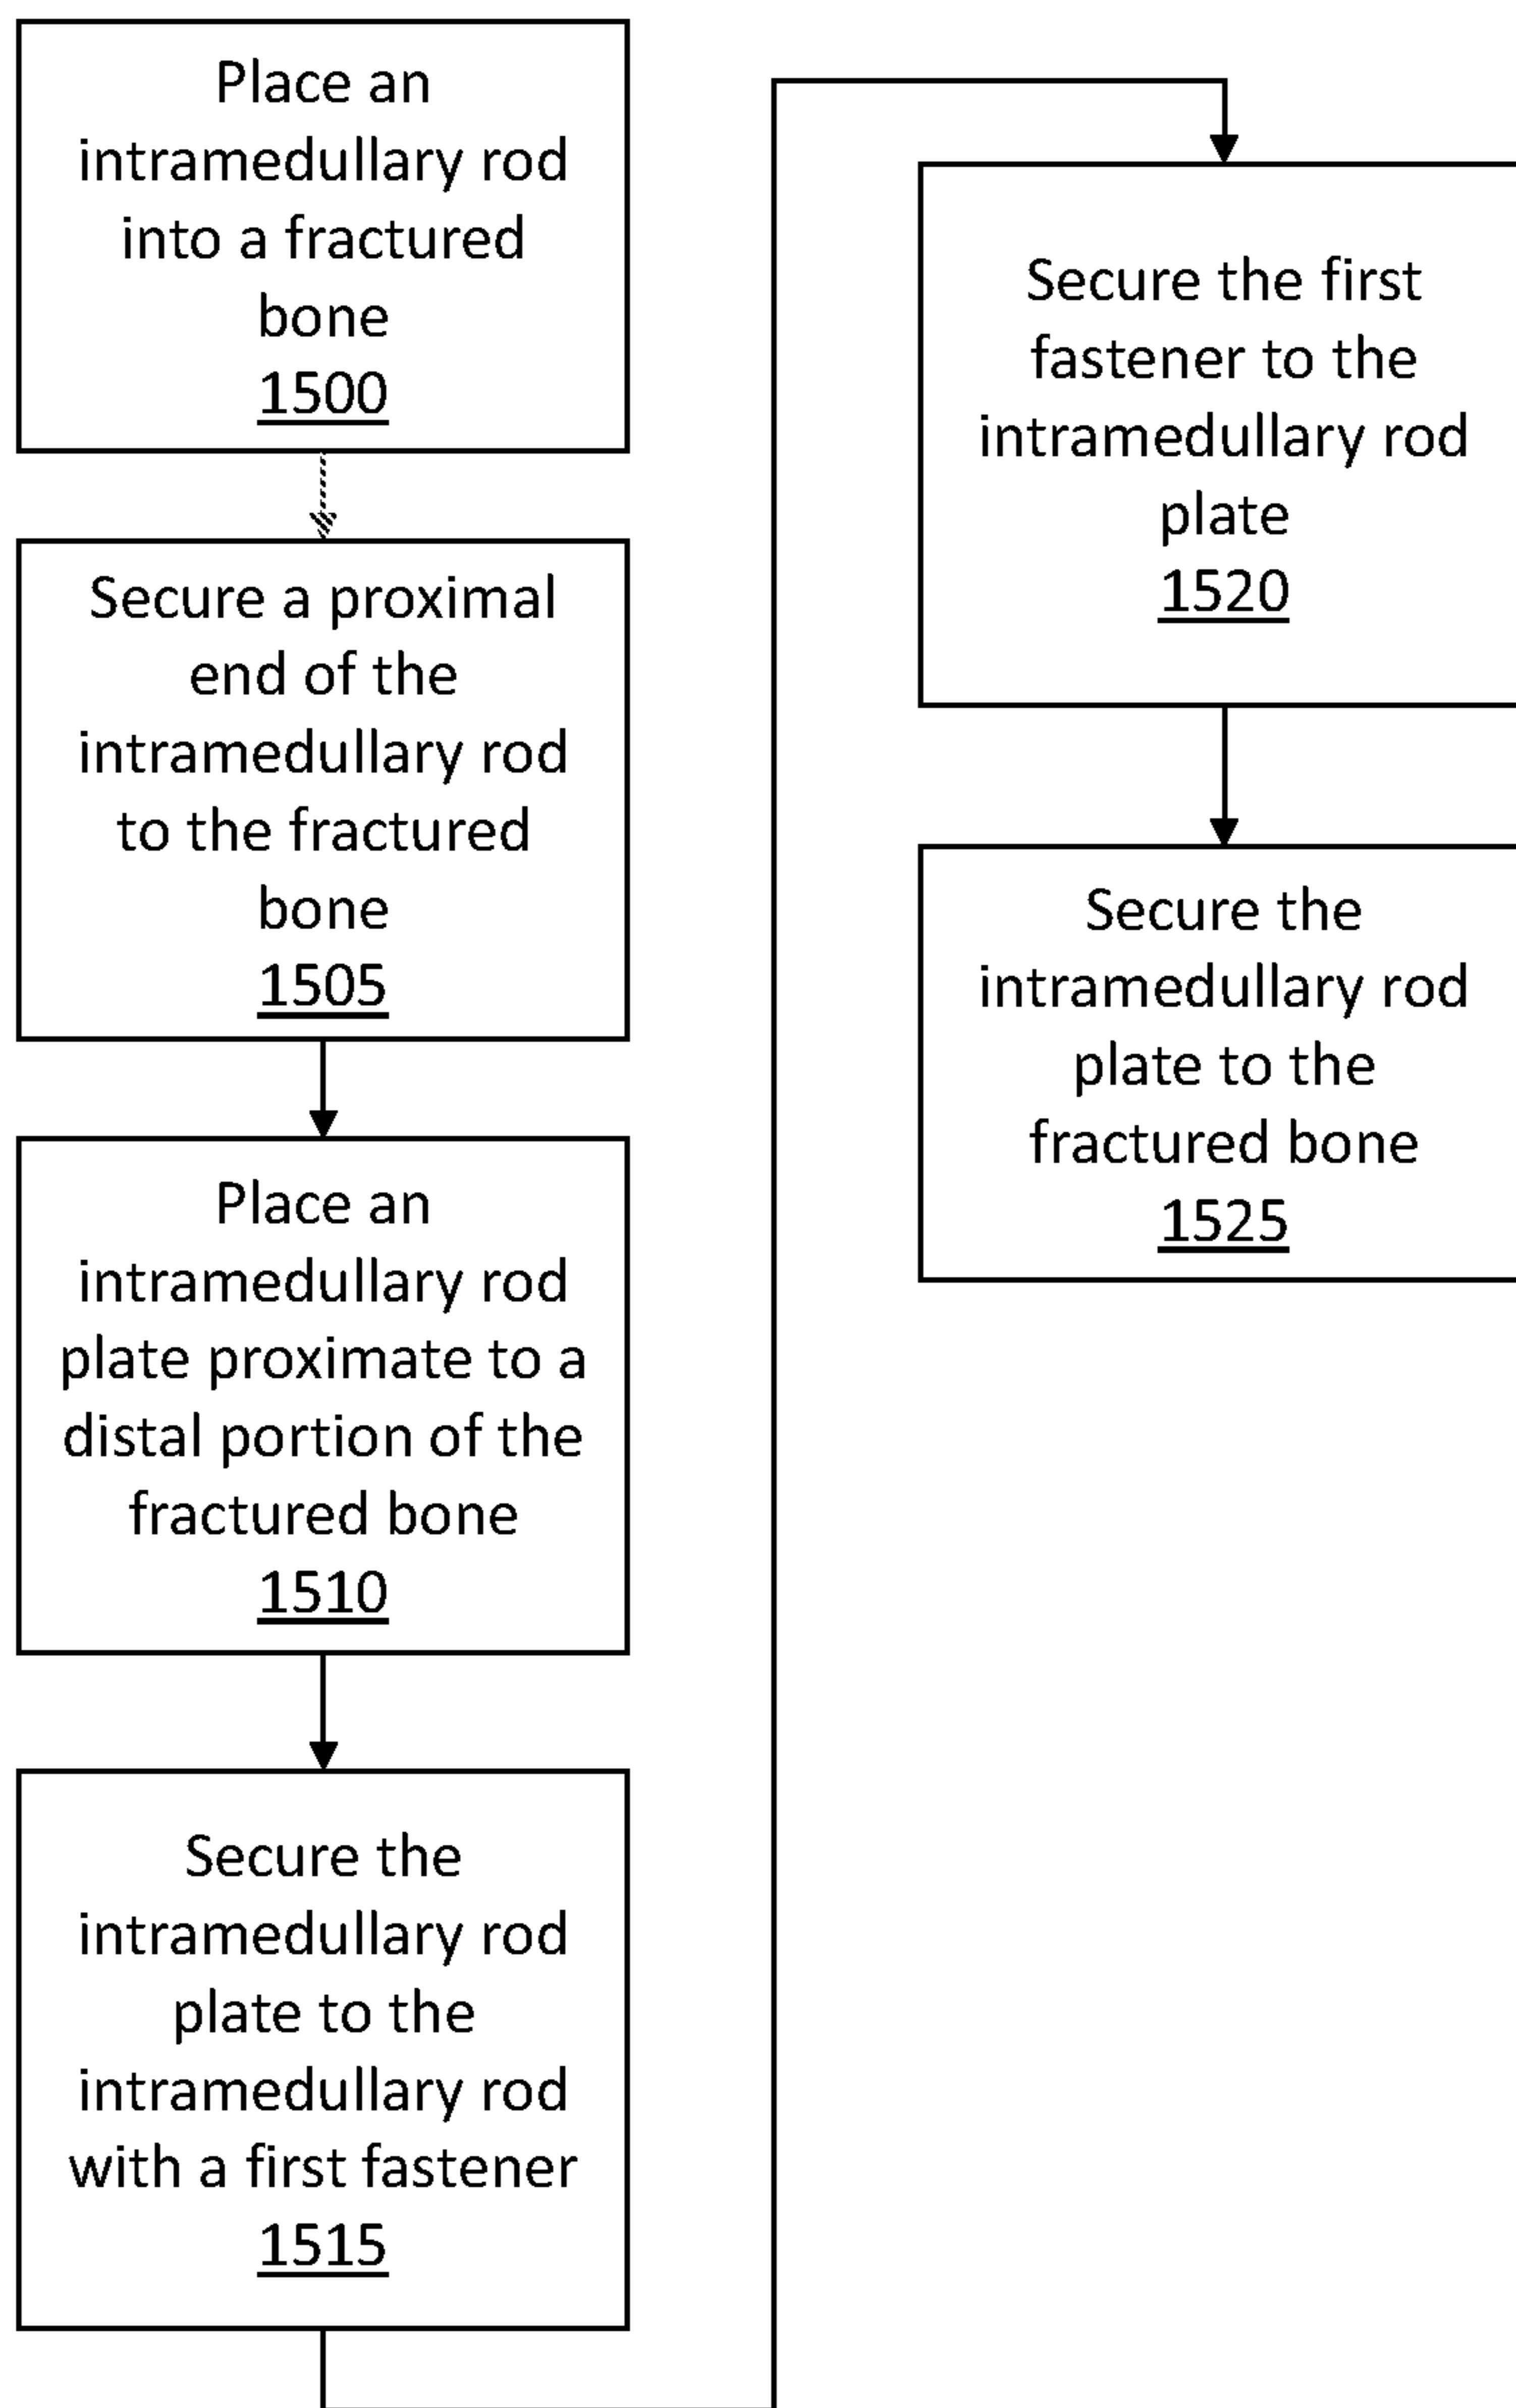 Place an
intramedullary rod
into a fractured
bone
1500
Secure a proximal
end of the
intramedullary rod
to the fractured
bone
1505
Place an
intramedullary rod
plate proximate to a
distal portion of the
fractured bone
1510
Secure the
intramedullary rod
plate to the
intramedullary rod
with a first fastener
1515
Secure the first
fastener to the
intramedullary rod
plate
1520
Secure the
intramedullary rod
plate to the
fractured bone
1525